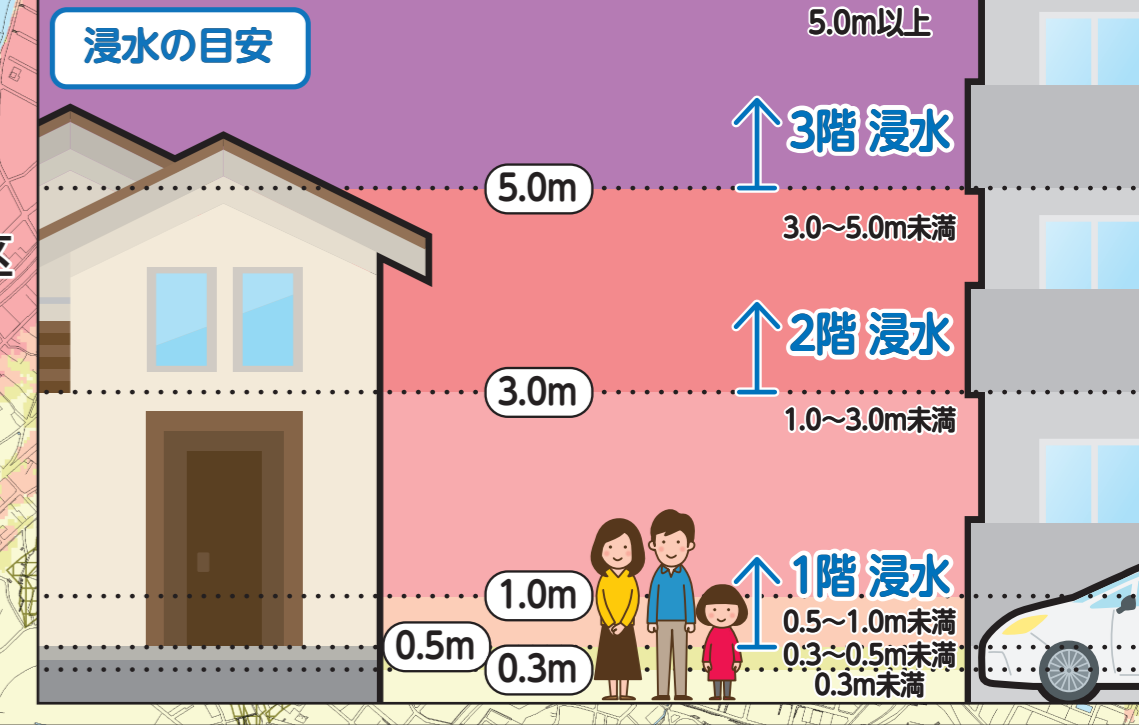 浸水の目安
5.0m以上
3階 浸水
5.0m
3.0～5.0m未満
区
2階 浸水
3.0m
1.0～3.0m未満
1階 浸水
1.0m
0.5～1.0m未満
0.5m
0.3～0.5m未満
0.3m
0.3m未満